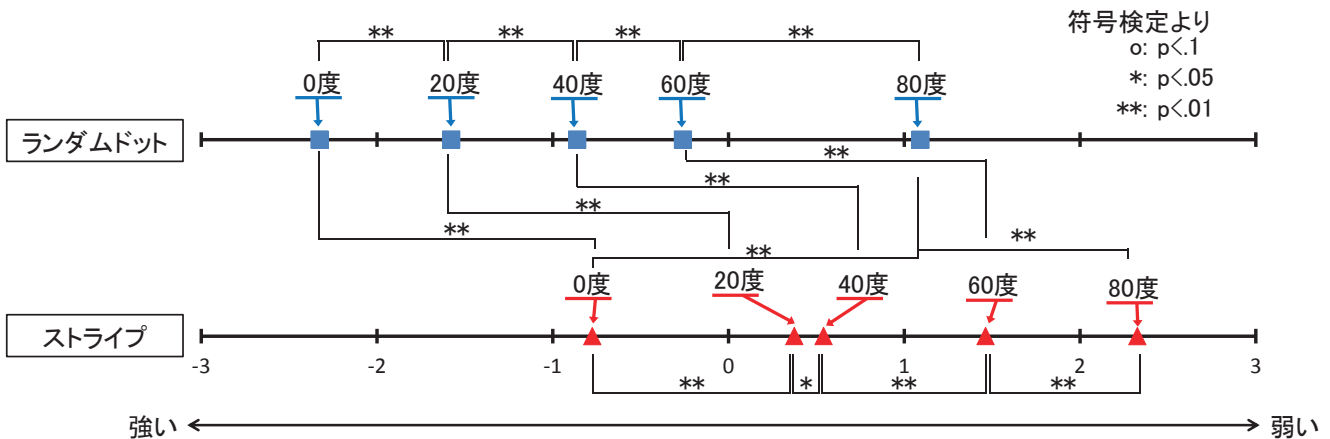 符号検定より
o: p<.1
*: p<.05
**: p<.01
** ** ** **
0度 20度 40度 60度 80度
ランダムドット
**
**
**
** **
**
0度 20度 40度 60度 80度
ストライプ
-3 -2 -1 0 1 2 3
** * ** **
強い 弱い